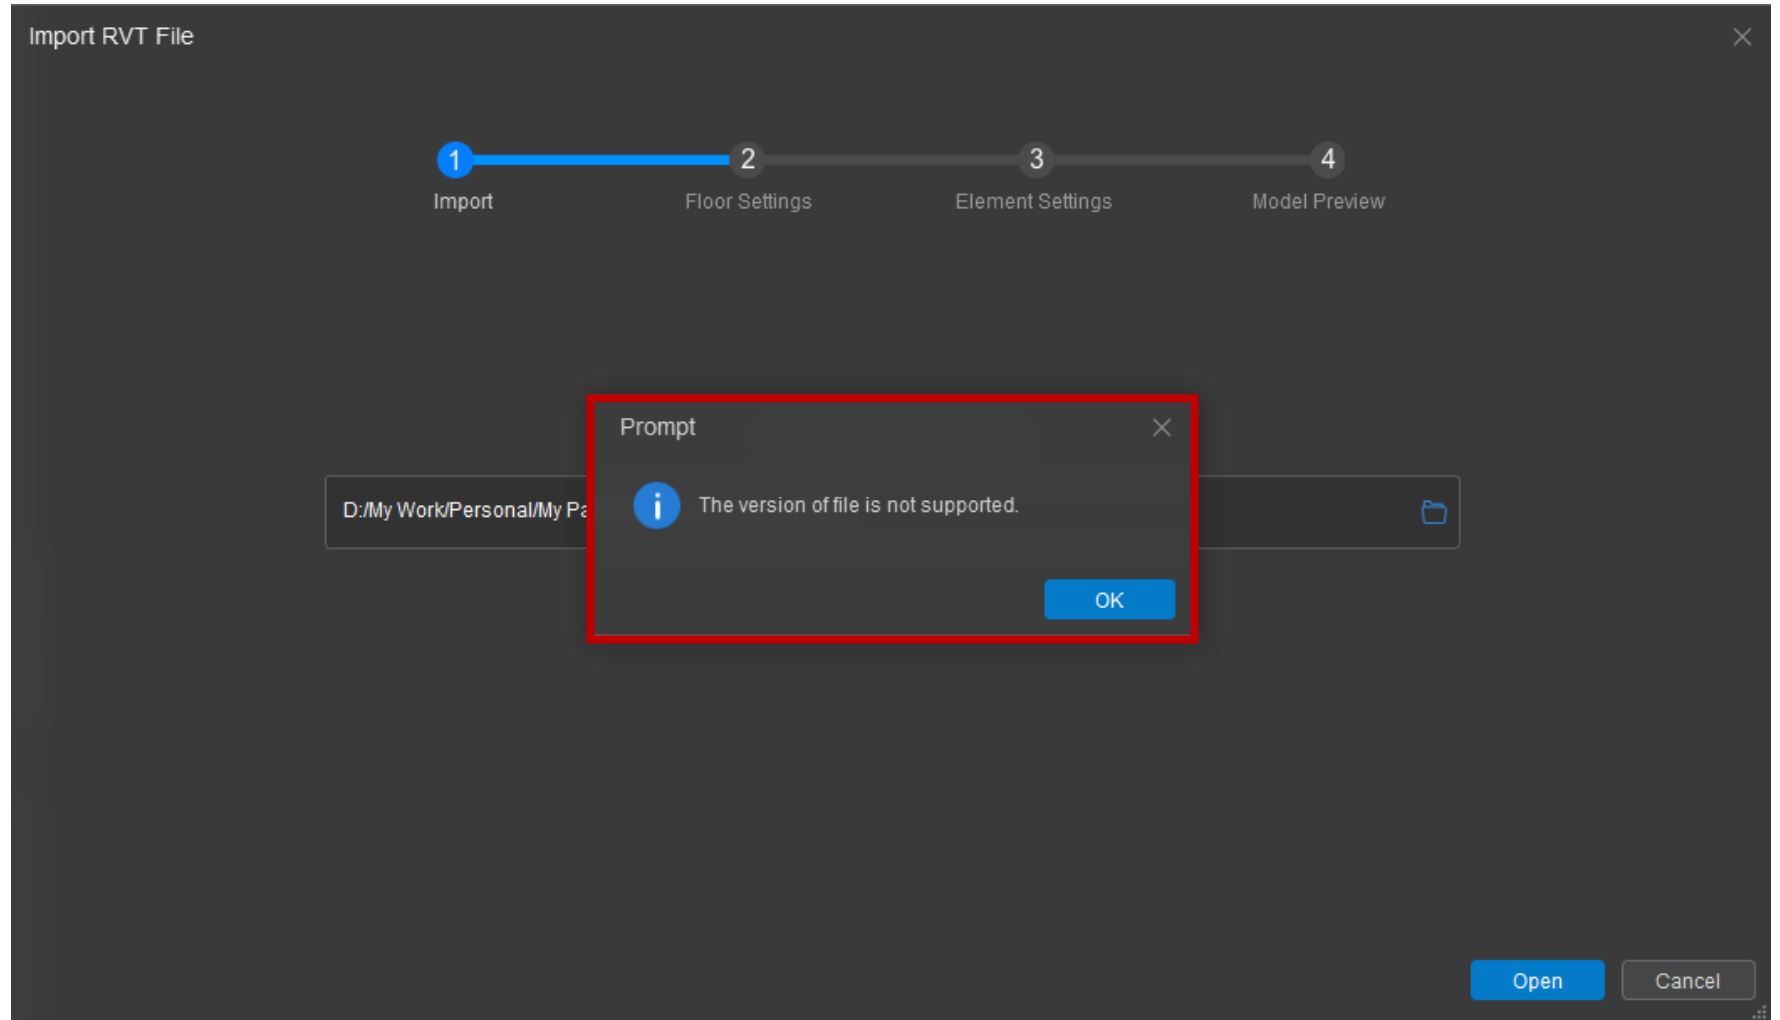 Import RVT File
1 2 3 4
Import Floor Settings Element Settings Model Preview
Prompt
The version of file is not supported.
D:/My Work/Personal/My
OK
Open Cancel